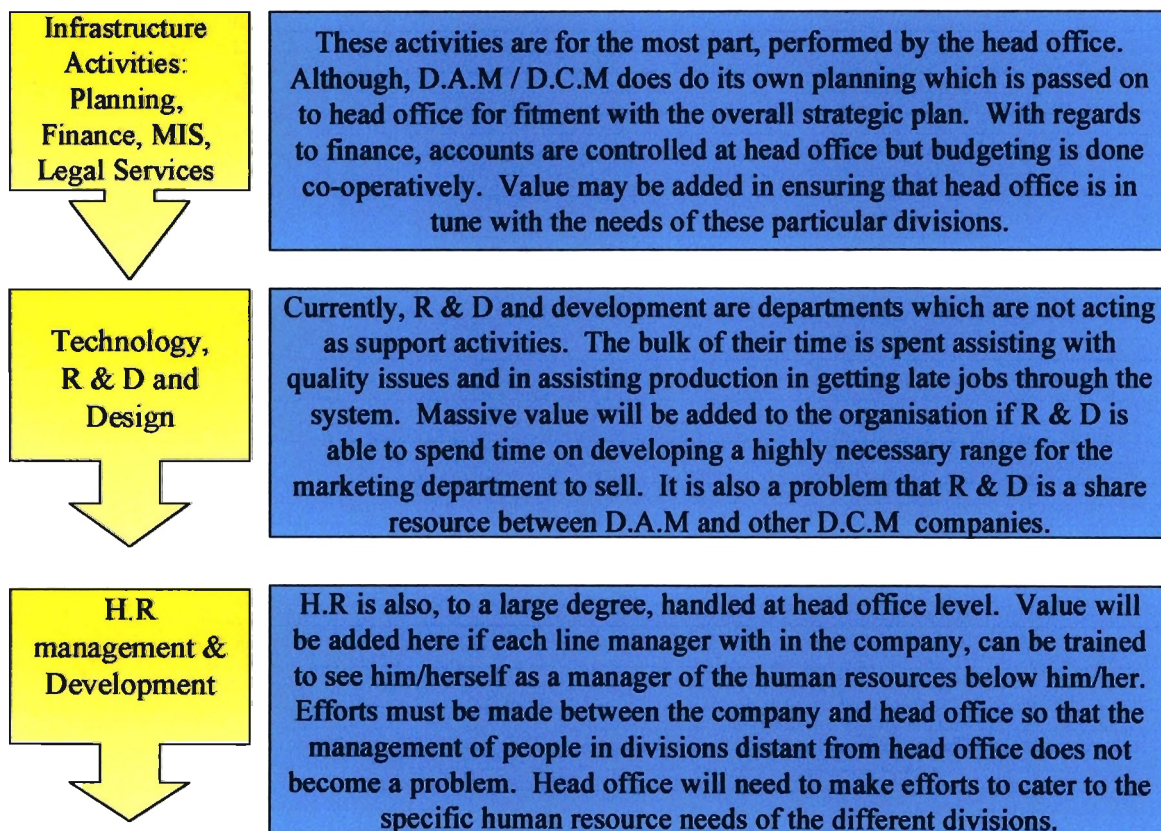 Infrastructure
Activities:
Planning,
Finance, MIS,
Legal Services
These activities are for the most part, performed by the head office.
Although, D.A.M / D.C.M does do its own planning which is passed on
to head office for fitment with the overall strategic plan. With regards
to finance, accounts are controlled at head office but budgeting is done
co-operatively. Value may be added in ensuring that head office is in
tune with the needs of these particular divisions.
Technology,
R & D and
Design
Currently, R & D and development are departments which are not acting
as support activities. The bulk of their time is spent assisting with
quality issues and in assisting production in getting late jobs through the
system. Massive value will be added to the organisation if R & D is
able to spend time on developing a highly necessary range for the
marketing department to sell. It is also a problem that R & D is a share
resource between D.A.M and other D.C.M companies.
H.R
management &
Development
H.R is also, to a large degree, handled at head office level. Value will
be added here if each line manager with in the company, can be trained
to see him/herself as a manager of the human resources below him/her.
Efforts must be made between the company and head office so that the
management of people in divisions distant from head office does not
become a problem. Head office will need to make efforts to cater to the
specific human resource needs of the different divisions.